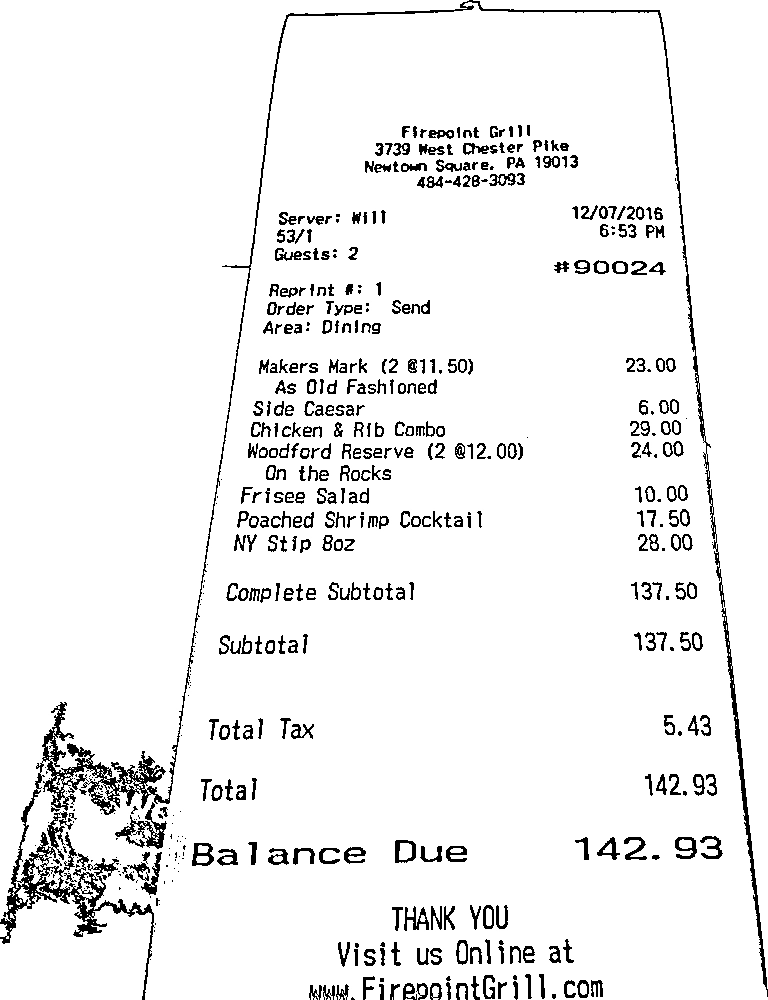 Firepoint Grill
3739 West Chester Pike
Newtown Square, PA 19013
484-428-3093
Server: Will 12/07/2016
53/1 6:53 PM
Guests: 2 #90024
Reprint #: 1
Order Type: Send
Area: Dining
Makers Mark (2 @11.50) 23.00
As Old Fashioned
Side Caesar 6.00
Chicken & Rib Combo 29.00
Woodford Reserve (2 @12.00) 24.00
On the Rocks
Frisee Salad 10.00
Poached Shrimp Cocktail 17.50
NY Stip 8oz 28.00
Complete Subtotal 137.50
Subtotal 137.50
Total Tax 5.43
Total 142.93
Balance Due 142.93
THANK YOU
Visit us Online at
www.FirepointGrill.com